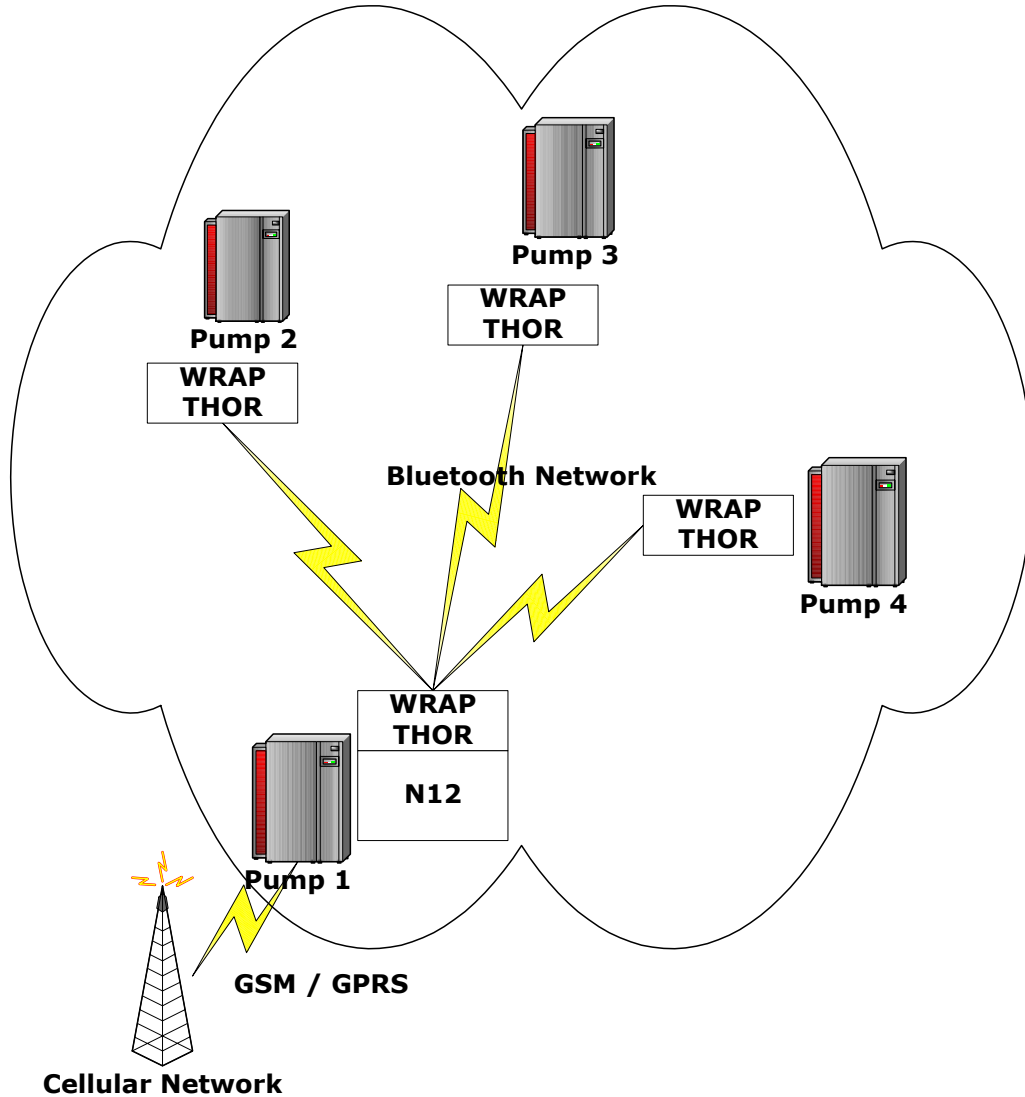 Pump 3
WRAP
THOR
Pump 2
WRAP
THOR
Bluetooth Network
WRAP
THOR
Pump 4
WRAP
THOR
N12
Pump 1
GSM / GPRS
Cellular Network